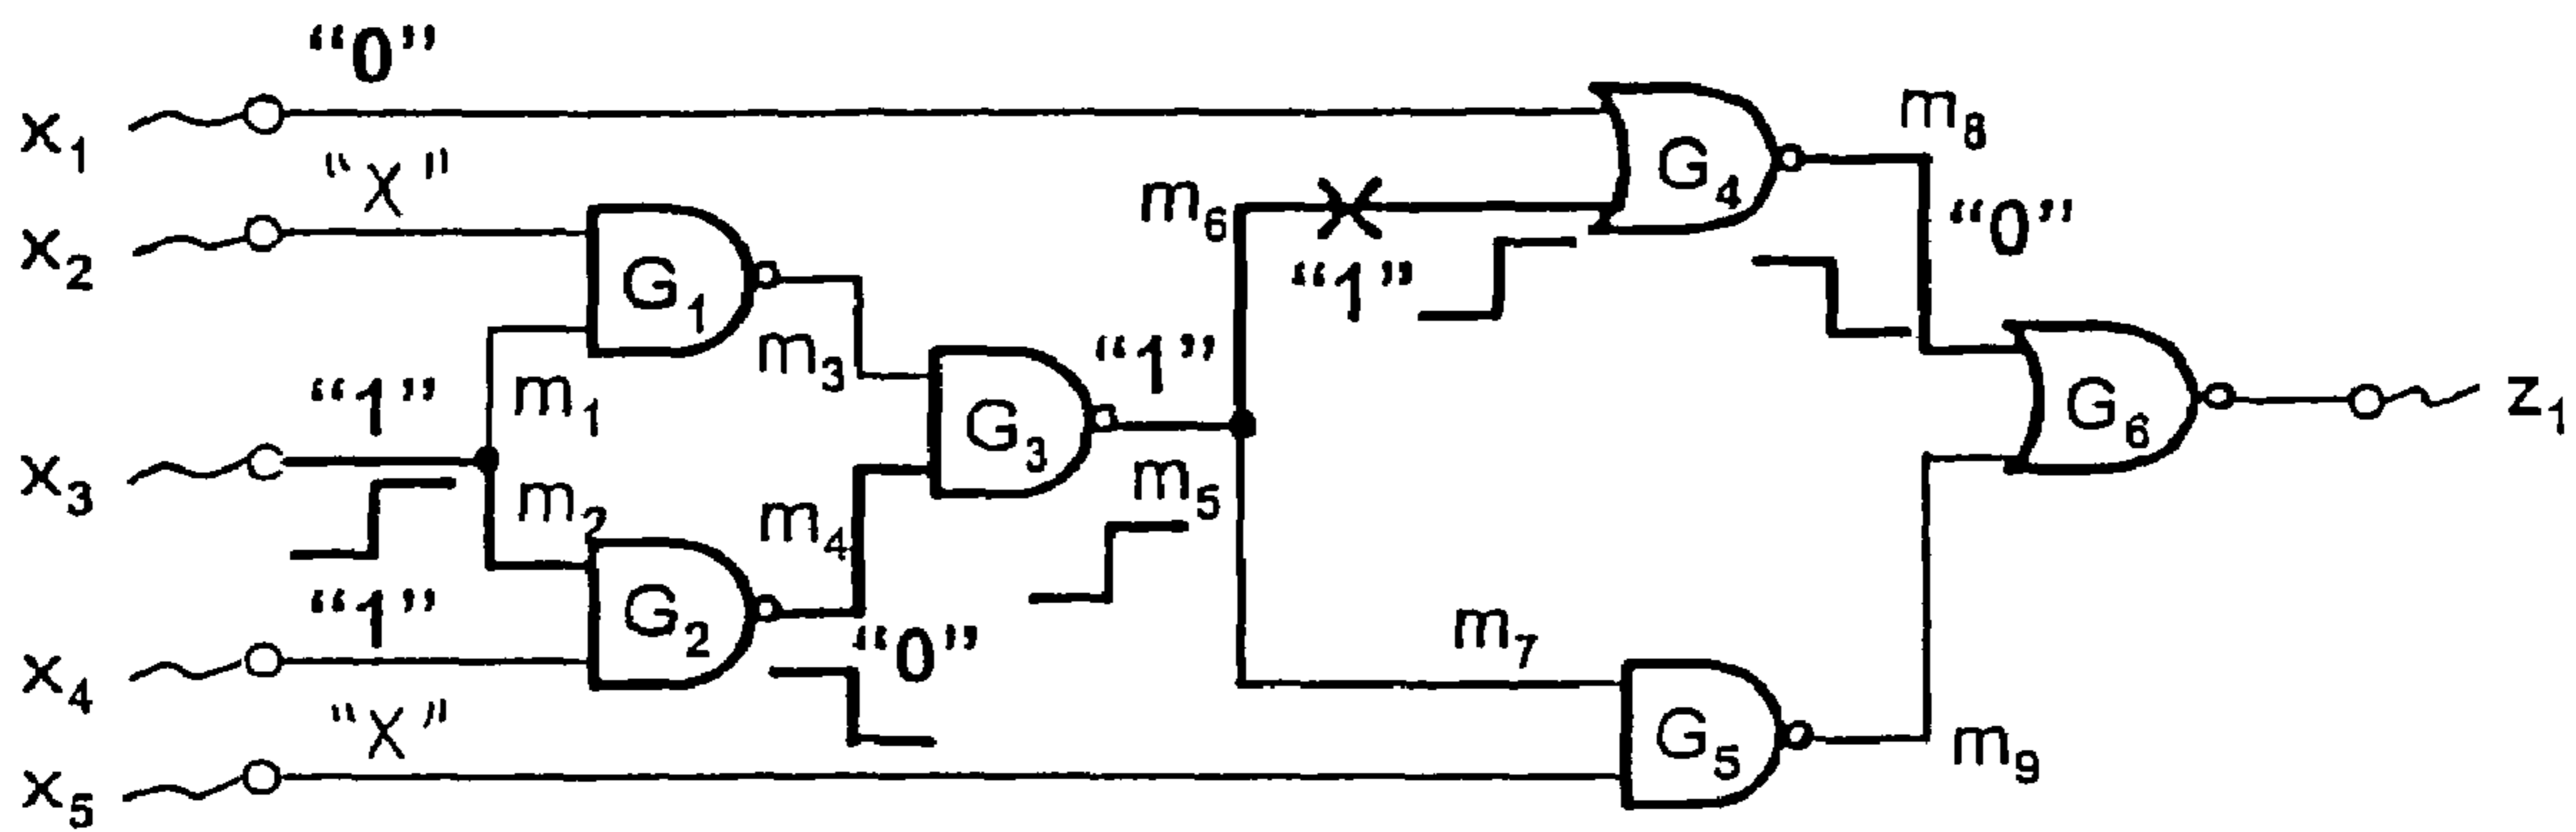 “0”
x1
“X”
x2
G1
m1
m3
“1”
x3
m2
G2
m4
“0”
“1”
x4
“X”
x5
G3
“1”
m5
m6
“1”
G4
m8
“0”
m7
G5
m9
G6
z1